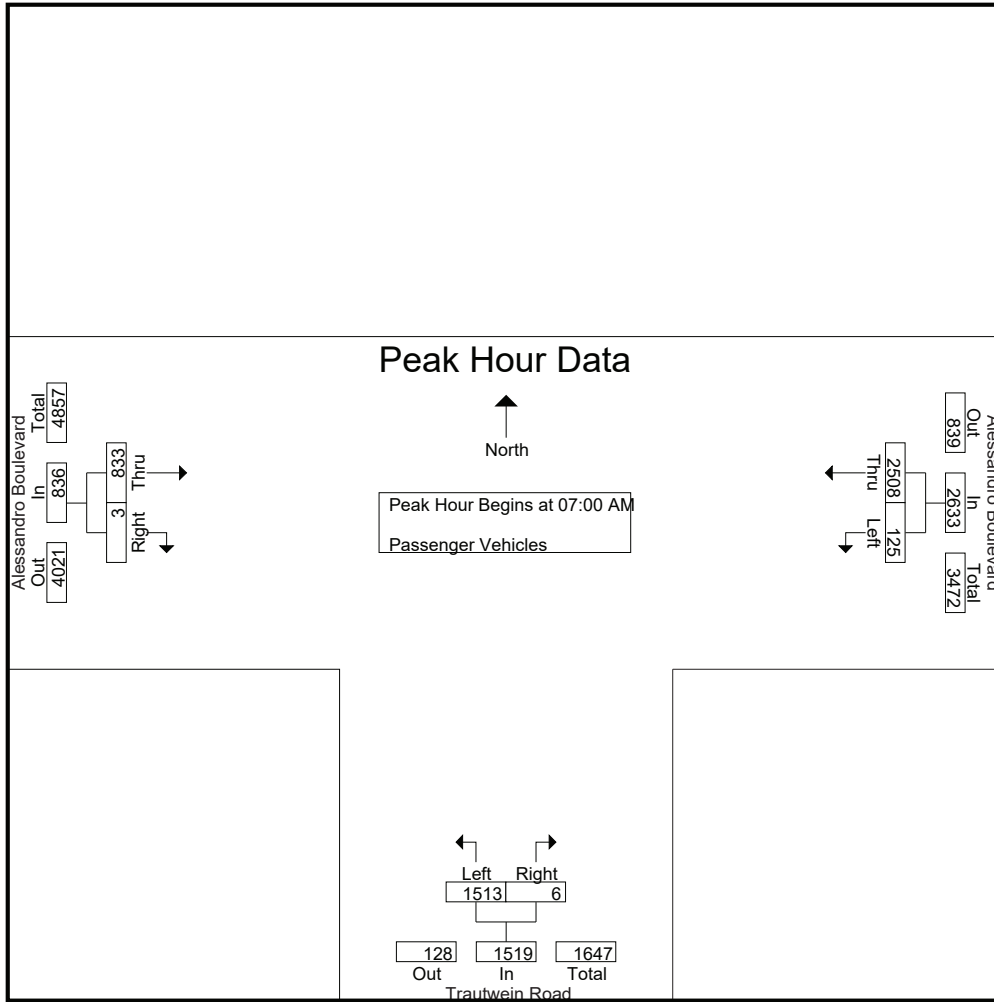 Peak Hour Data
North
Peak Hour Begins at 07:00 AM
Passenger Vehicles
Alessandro Boulevard
Total
4857
In
836
Out
4021
833
Thru
3
Right
Alessandro Boulevard
Out
839
In
2633
Total
3472
2508
Thru
125
Left
Left
Right
1513
6
128
1519
1647
Out
In
Total
Trautwein Road